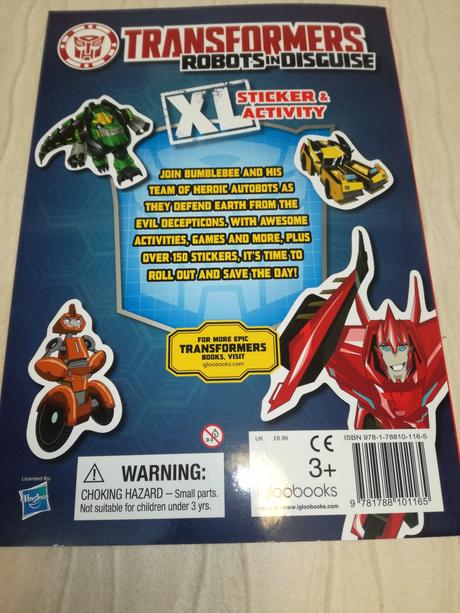 TRANSFORMERS
ROBOTS IN DISGUISE
XL STICKER &
ACTIVITY
JOIN BUMBLEBEE AND HIS
TEAM OF HEROIC AUTOBOTS AS
THEY DEFEND EARTH FROM THE
EVIL DECEPTICONS. WITH AWESOME
ACTIVITIES, GAMES AND MORE, PLUS
OVER 150 STICKERS, IT'S TIME TO
ROLL OUT AND SAVE THE DAY!
FOR MORE EPIC
TRANSFORMERS
BOOKS, VISIT
igloobooks.com
0-3
UK £8.99
CE
3+
igloobooks
www.igloobooks.com
ISBN 978-1-78810-116-5
9 781788 101165
Licensed By:
Hasbro
WARNING:
CHOKING HAZARD — Small parts.
Not suitable for children under 3 yrs.